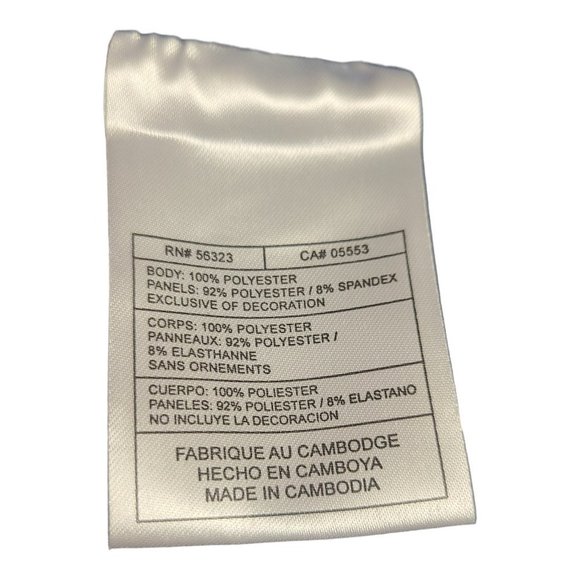 RN# 56323 CA# 05553
BODY: 100% POLYESTER
PANELS: 92% POLYESTER / 8% SPANDEX
EXCLUSIVE OF DECORATION
CORPS: 100% POLYESTER
PANNEAUX: 92% POLYESTER /
8% ELASTHANNE
SANS ORNEMENTS
CUERPO: 100% POLIESTER
PANELES: 92% POLIESTER / 8% ELASTANO
NO INCLUYE LA DECORACION
FABRIQUE AU CAMBODGE
HECHO EN CAMBOYA
MADE IN CAMBODIA